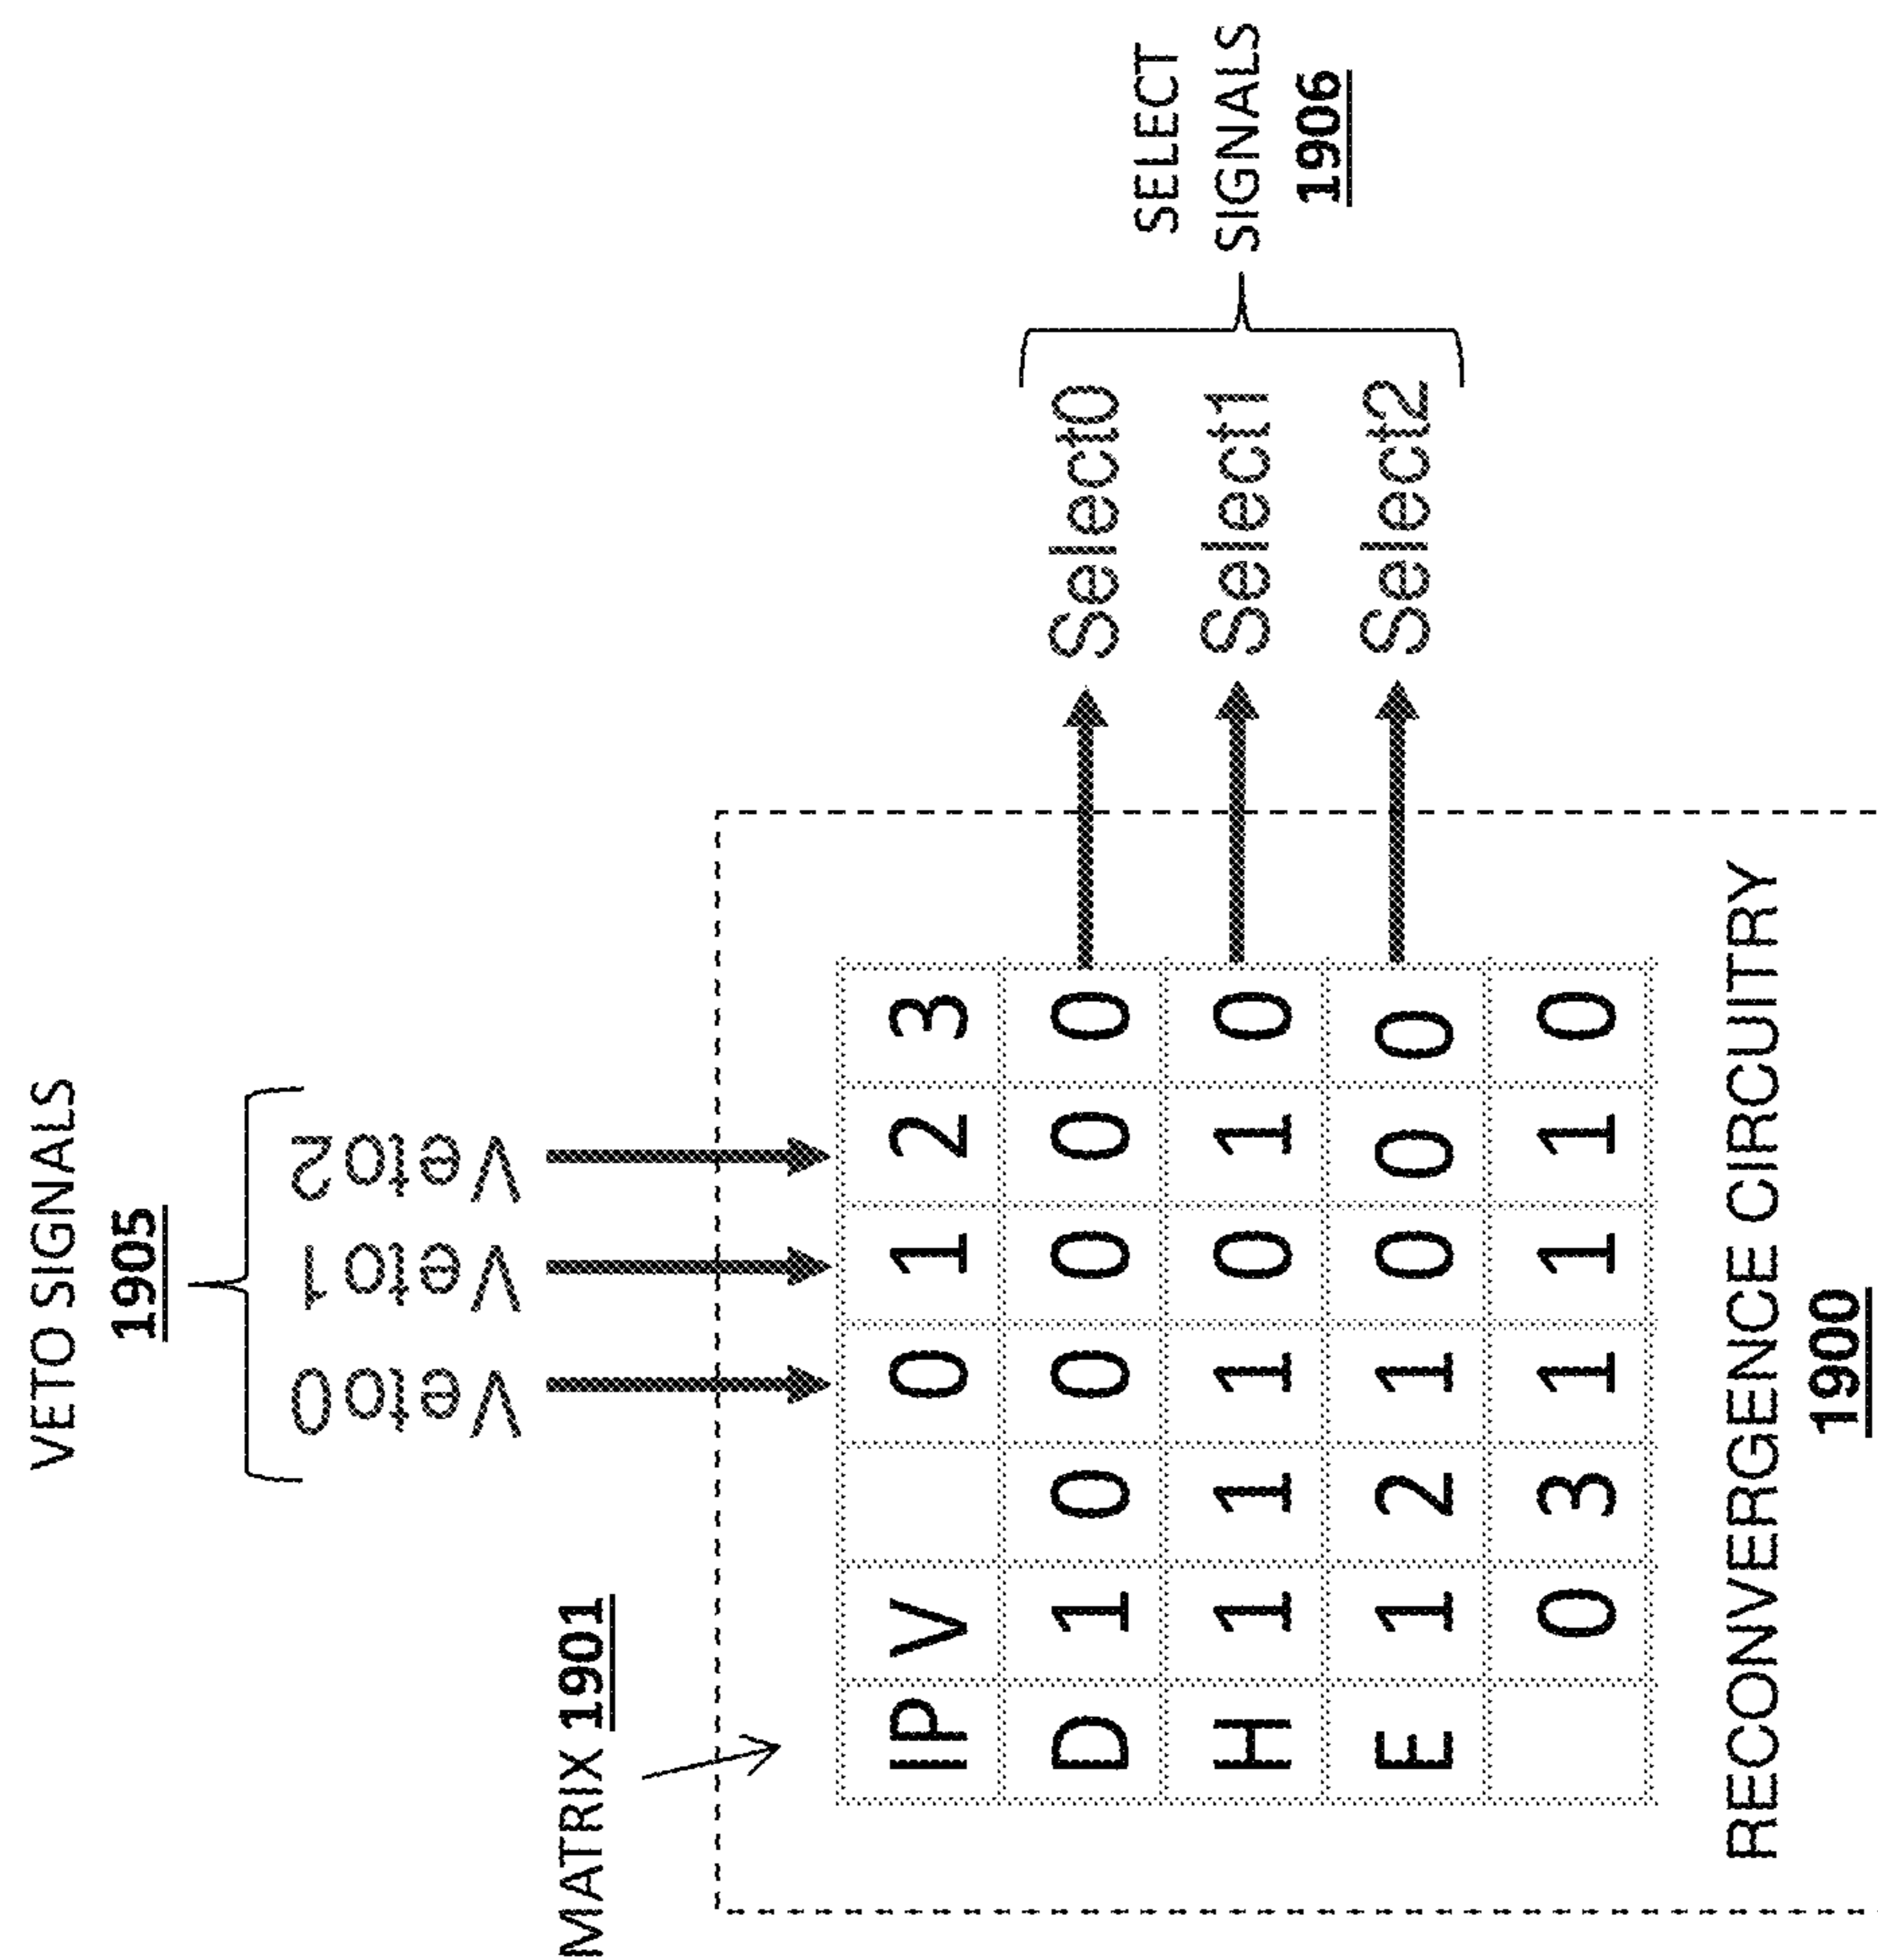 VETO SIGNALS
1905
Veto0 Veto1 Veto2
MATRIX 1901
IP V 0 1 2 3
D 1 0 0 0 0 0
H 1 1 1 0 1 0
E 1 2 1 0 0 0
0 3 1 1 1 0
Select0
Select1
Select2
SELECT
SIGNALS
1906
RECONVERGENCE CIRCUITRY
1900